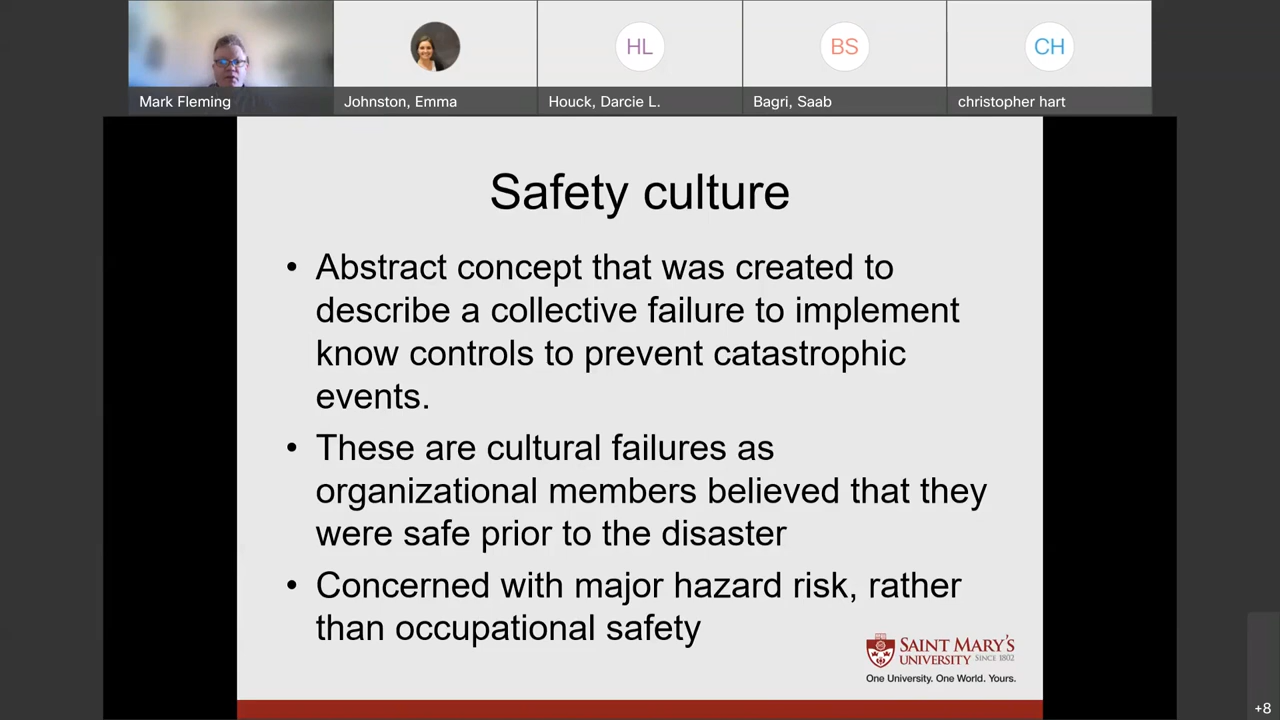 HL
BS
CH
Mark Fleming
Johnston, Emma
Houck, Darcie L.
Bagri, Saab
christopher hart
Safety culture
• Abstract concept that was created to
describe a collective failure to implement
know controls to prevent catastrophic
events.
• These are cultural failures as
organizational members believed that they
were safe prior to the disaster
• Concerned with major hazard risk, rather
than occupational safety
SAINT MARY'S
UNIVERSITY SINCE 1802
One University. One World. Yours.
+8